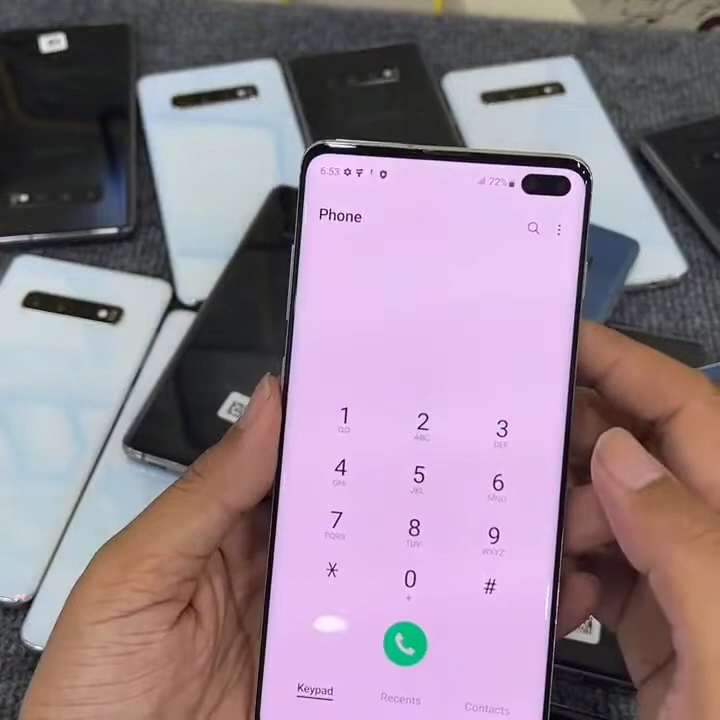 6:53 72%
Phone
1 2 3
ABC DEF
4 5 6
GHI JKL MNO
7 8 9
PQRS TUV WXYZ
* 0 #
+
Keypad Recents Contacts